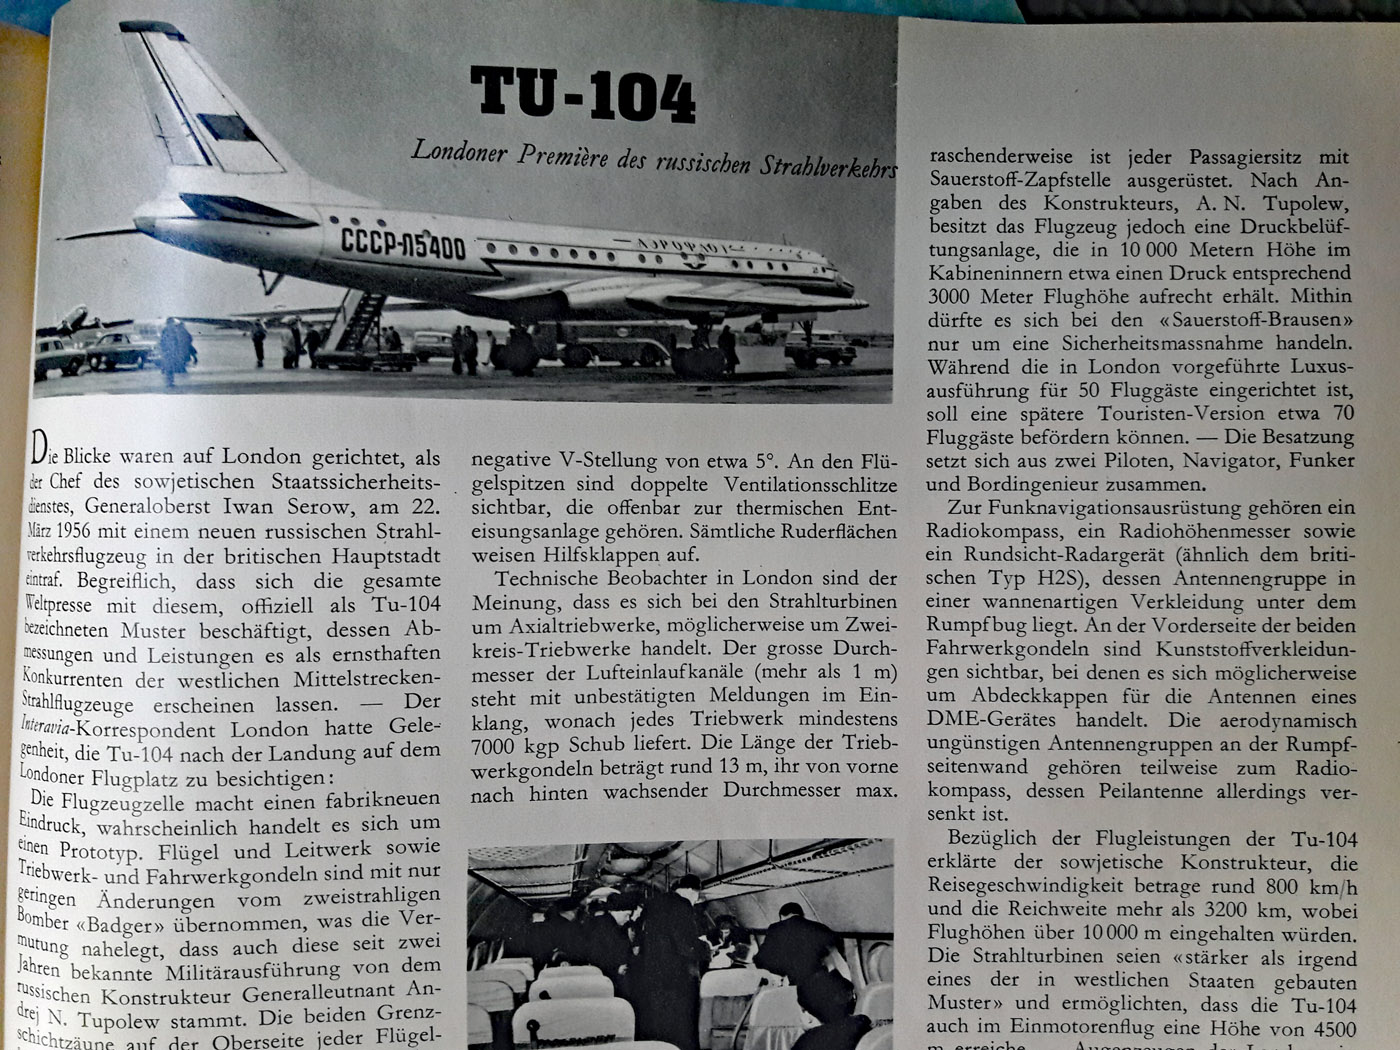 TU-104
Londoner Première des russischen Strahlverkehrs
СССР-Л5400
АЭРОФЛОТ
Die Blicke waren auf London gerichtet, als
der Chef des sowjetischen Staatssicherheits-
dienstes, Generaloberst Iwan Serow, am 22.
März 1956 mit einem neuen russischen Strahl-
verkehrsflugzeug in der britischen Hauptstadt
eintraf. Begreiflich, dass sich die gesamte
Weltpresse mit diesem, offiziell als Tu-104
bezeichneten Muster beschäftigt, dessen Ab-
messungen und Leistungen es als ernsthaften
Konkurrenten der westlichen Mittelstrecken-
Strahlflugzeuge erscheinen lassen. — Der
Interavia-Korrespondent London hatte Gele-
genheit, die Tu-104 nach der Landung auf dem
Londoner Flugplatz zu besichtigen:
Die Flugzeugzelle macht einen fabrikneuen
Eindruck, wahrscheinlich handelt es sich um
einen Prototyp. Flügel und Leitwerk sowie
Triebwerk- und Fahrwerkgondeln sind mit nur
geringen Änderungen vom zweistrahligen
Bomber «Badger» übernommen, was die Ver-
mutung nahelegt, dass auch diese seit zwei
Jahren bekannte Militärausführung von dem
russischen Konstrukteur Generalleutnant An-
drej N. Tupolew stammt. Die beiden Grenz-
schichtzäune auf der Oberseite jeder Flügel-
negative V-Stellung von etwa 5°. An den Flü-
gelspitzen sind doppelte Ventilationsschlitze
sichtbar, die offenbar zur thermischen Ent-
eisungsanlage gehören. Sämtliche Ruderflächen
weisen Hilfsklappen auf.
Technische Beobachter in London sind der
Meinung, dass es sich bei den Strahlturbinen
um Axialtriebwerke, möglicherweise um Zwei-
kreis-Triebwerke handelt. Der grosse Durch-
messer der Lufteinlaufkanäle (mehr als 1 m)
steht mit unbestätigten Meldungen im Ein-
klang, wonach jedes Triebwerk mindestens
7000 kgp Schub liefert. Die Länge der Trieb-
werkgondeln beträgt rund 13 m, ihr von vorne
nach hinten wachsender Durchmesser max.
raschenderweise ist jeder Passagiersitz mit
Sauerstoff-Zapfstelle ausgerüstet. Nach An-
gaben des Konstrukteurs, A. N. Tupolew,
besitzt das Flugzeug jedoch eine Druckbelüf-
tungsanlage, die in 10 000 Metern Höhe im
Kabineninnern etwa einen Druck entsprechend
3000 Meter Flughöhe aufrecht erhält. Mithin
dürfte es sich bei den «Sauerstoff-Brausen»
nur um eine Sicherheitsmassnahme handeln.
Während die in London vorgeführte Luxus-
ausführung für 50 Fluggäste eingerichtet ist,
soll eine spätere Touristen-Version etwa 70
Fluggäste befördern können. — Die Besatzung
setzt sich aus zwei Piloten, Navigator, Funker
und Bordingenieur zusammen.
Zur Funknavigationsausrüstung gehören ein
Radiokompass, ein Radiohöhenmesser sowie
ein Rundsicht-Radargerät (ähnlich dem briti-
schen Typ H2S), dessen Antennengruppe in
einer wannenartigen Verkleidung unter dem
Rumpfbug liegt. An der Vorderseite der beiden
Fahrwerkgondeln sind Kunststoffverkleidun-
gen sichtbar, bei denen es sich möglicherweise
um Abdeckkappen für die Antennen eines
DME-Gerätes handelt. Die aerodynamisch
ungünstigen Antennengruppen an der Rumpf-
seitenwand gehören teilweise zum Radio-
kompass, dessen Peilantenne allerdings ver-
senkt ist.
Bezüglich der Flugleistungen der Tu-104
erklärte der sowjetische Konstrukteur, die
Reisegeschwindigkeit betrage rund 800 km/h
und die Reichweite mehr als 3200 km, wobei
Flughöhen über 10 000 m eingehalten würden.
Die Strahlturbinen seien «stärker als irgend
eines der in westlichen Staaten gebauten
Muster» und ermöglichten, dass die Tu-104
auch im Einmotorenflug eine Höhe von 4500